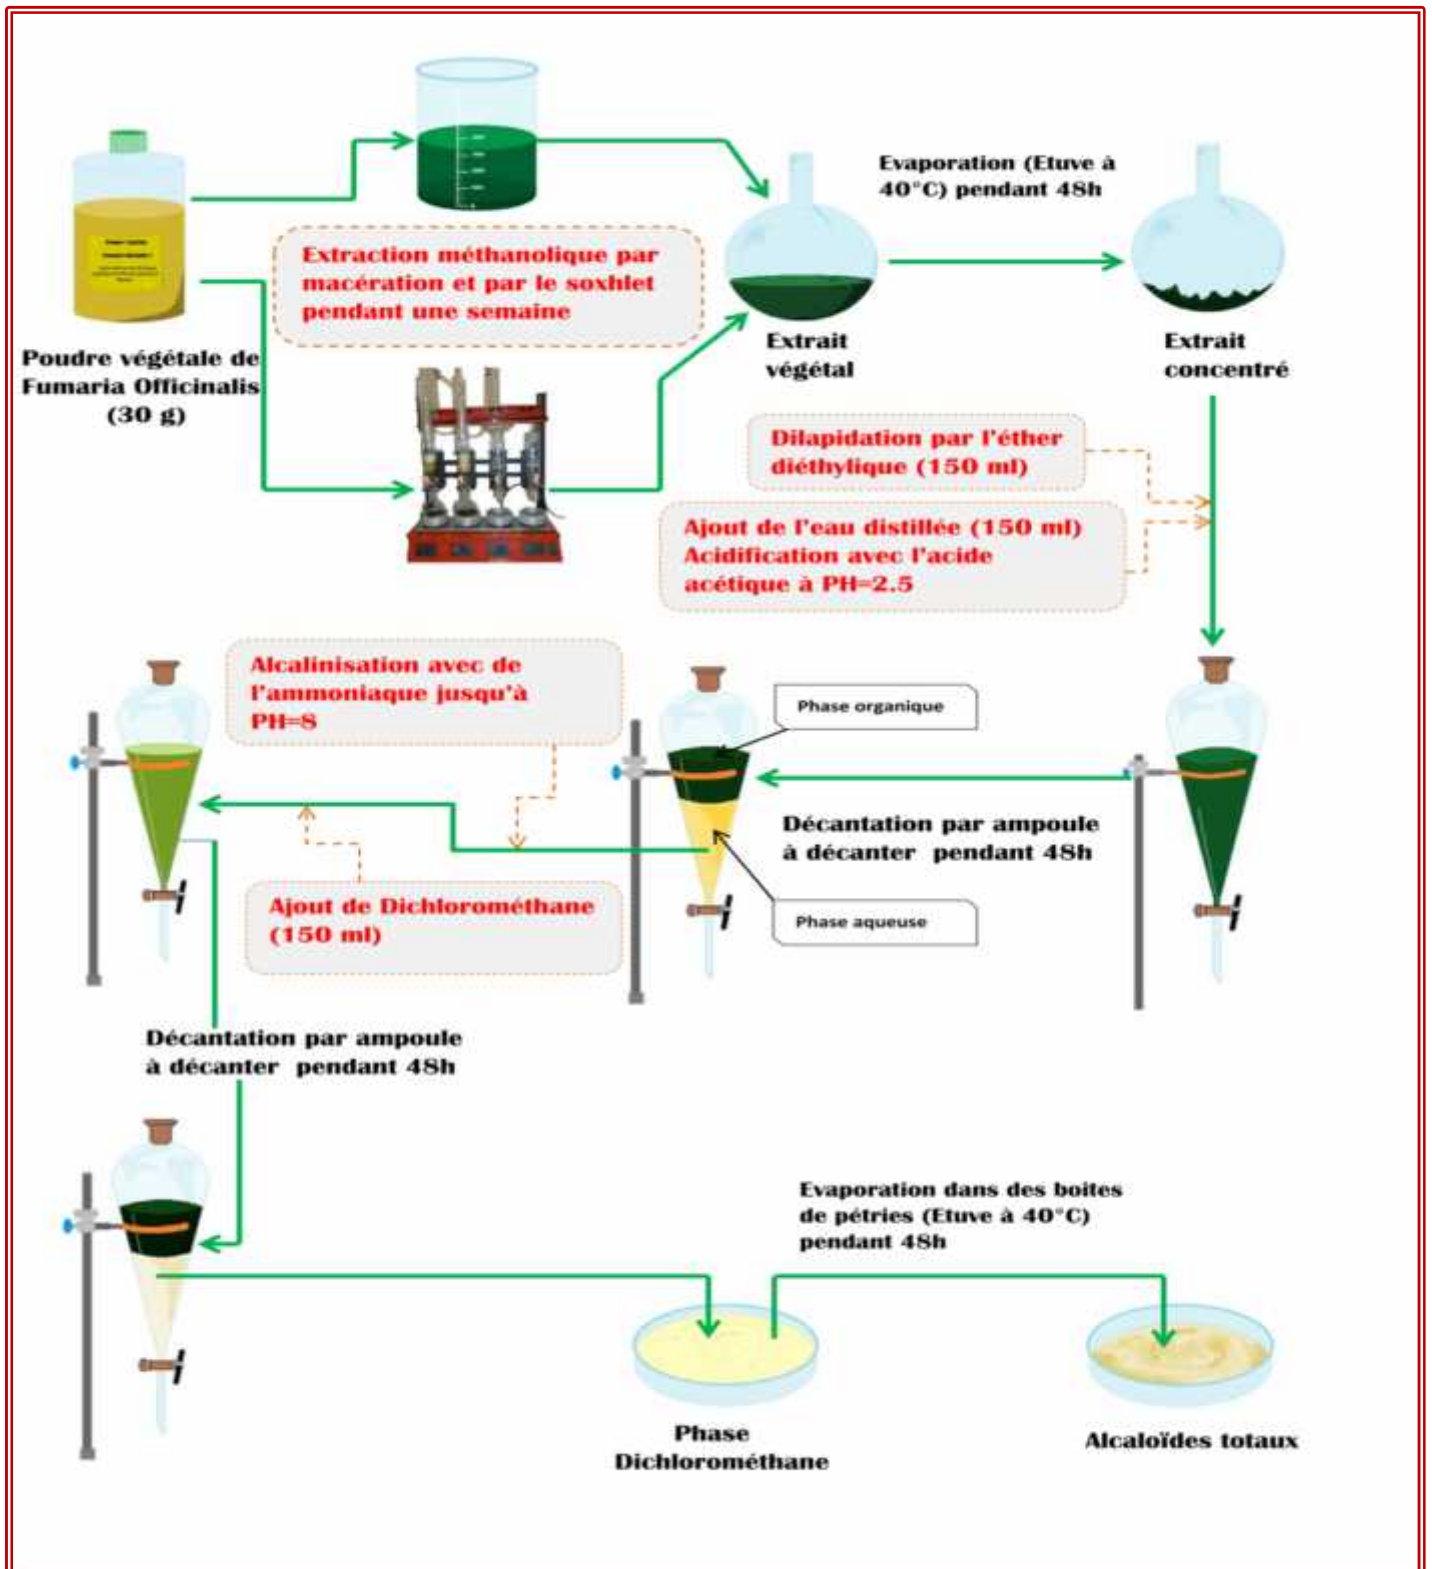 Extraction méthanolique par
macération et par le soxhlet
pendant une semaine
Poudre végétale de
Fumaria Officinalis
(30 g)
Extrait
végétal
Evaporation (Etuve à
40°C) pendant 48h
Extrait
concentré
Dilapidation par l'éther
diéthylique (150 ml)
Ajout de l'eau distillée (150 ml)
Acidification avec l'acide
acétique à PH=2.5
Alcalinisation avec de
l'ammoniaque jusqu'à
PH=8
Phase organique
Décantation par ampoule
à décanter pendant 48h
Ajout de Dichlorométhane
(150 ml)
Phase aqueuse
Décantation par ampoule
à décanter pendant 48h
Evaporation dans des boites
de pétries (Etuve à 40°C)
pendant 48h
Phase
Dichlorométhane
Alcaloïdes totaux